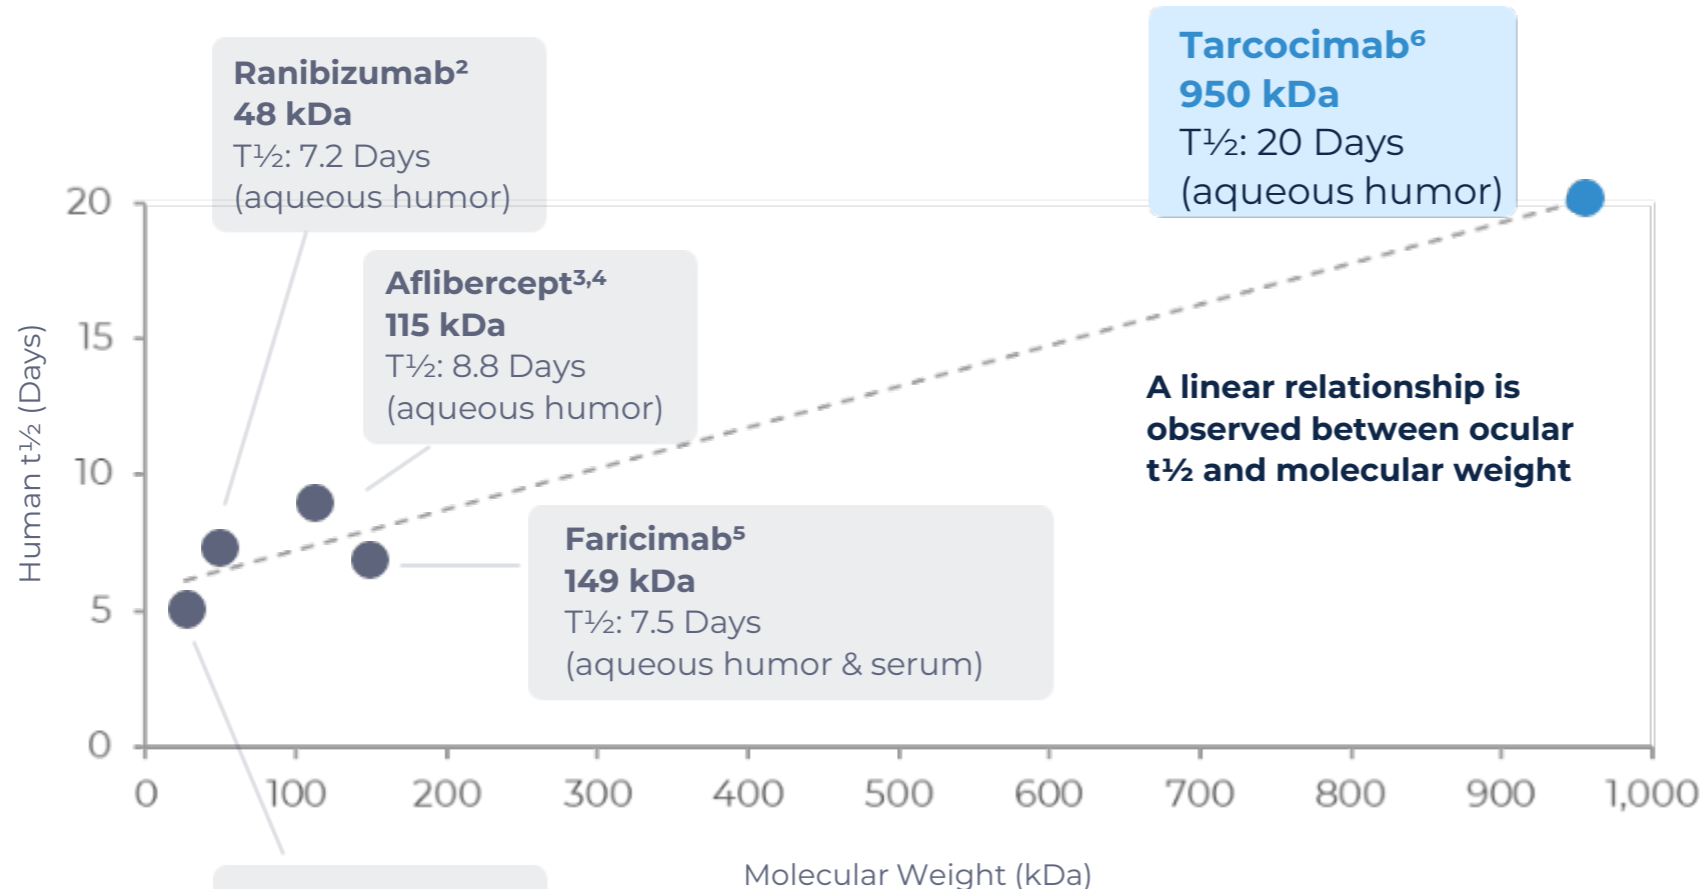 Ranibizumab²
48 kDa
T½: 7.2 Days
(aqueous humor)
Tarcocimab⁶
950 kDa
T½: 20 Days
(aqueous humor)
Aflibercept³,⁴
115 kDa
T½: 8.8 Days
(aqueous humor)
A linear relationship is
observed between ocular
t½ and molecular weight
Faricimab⁵
149 kDa
T½: 7.5 Days
(aqueous humor & serum)
Human t½ (Days)
20
15
10
5
0
0 100 200 300 400 500 600 700 800 900 1,000
Molecular Weight (kDa)